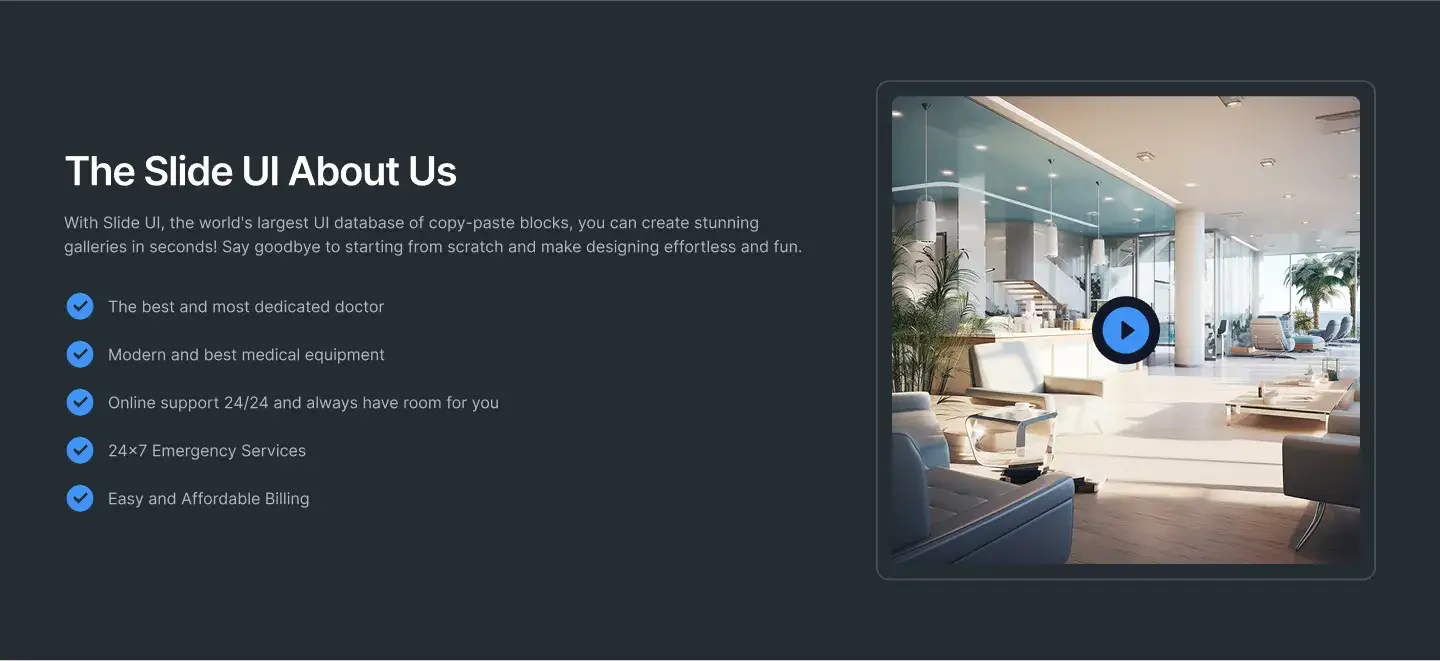 The Slide UI About Us
With Slide UI, the world's largest UI database of copy-paste blocks, you can create stunning
galleries in seconds! Say goodbye to starting from scratch and make designing effortless and fun.
The best and most dedicated doctor
Modern and best medical equipment
Online support 24/24 and always have room for you
24×7 Emergency Services
Easy and Affordable Billing